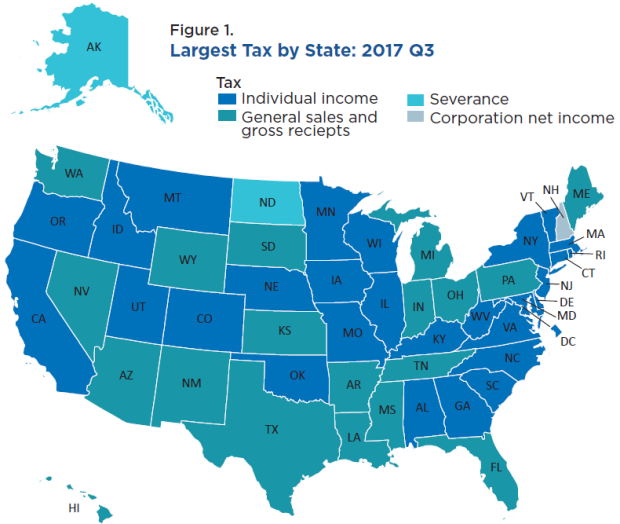 Figure 1.
Largest Tax by State: 2017 Q3
Tax
Individual income
General sales and
gross reciepts
Severance
Corporation net income
AK
WA
OR
CA
ID
NV
MT
WY
UT
AZ
CO
NM
ND
SD
NE
KS
OK
TX
MN
IA
MO
AR
LA
WI
IL
MS
MI
IN
OH
KY
TN
AL
GA
FL
SC
NC
VA
WV
PA
NY
VT
NH
ME
MA
RI
CT
NJ
DE
MD
DC
HI